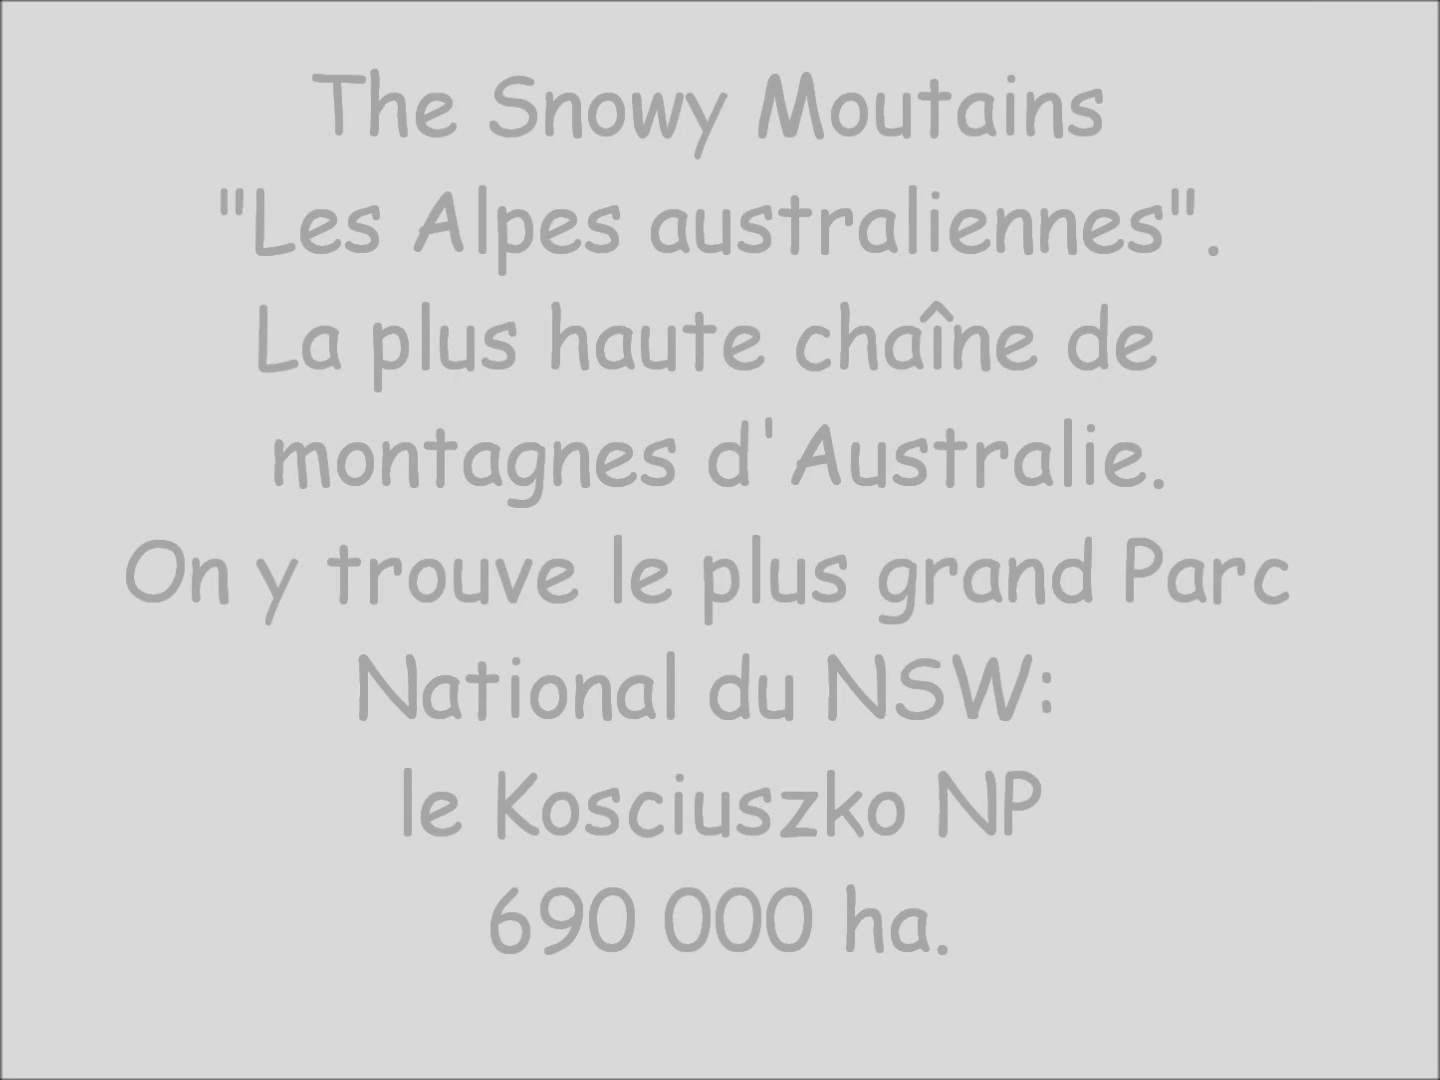 The Snowy Moutains
"Les Alpes australiennes".
La plus haute chaîne de
montagnes d'Australie.
On y trouve le plus grand Parc
National du NSW:
le Kosciuszko NP
690 000 ha.